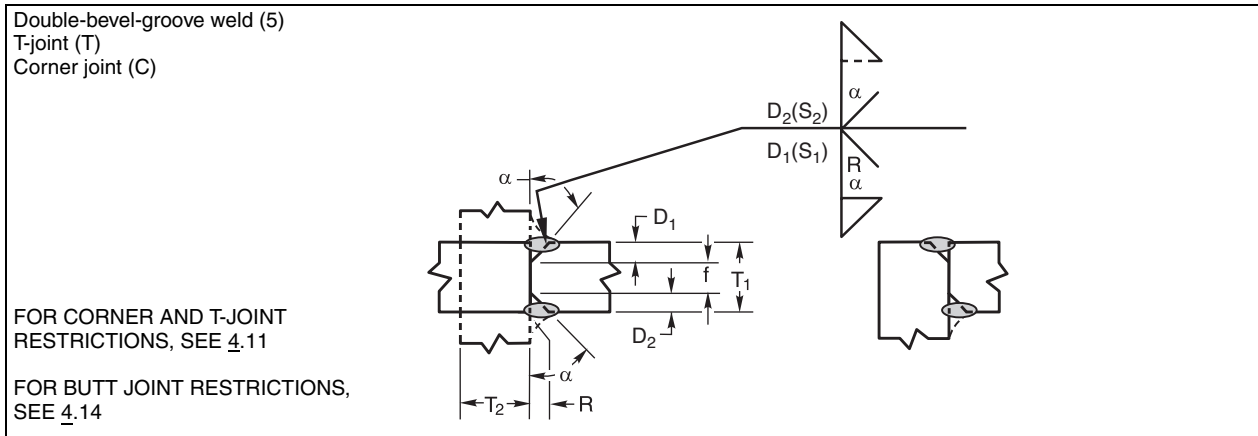 Double-bevel-groove weld (5)
T-joint (T)
Corner joint (C)
α
D₂(S₂)
D₁(S₁)
R
α
α
D₁
f
T₁
D₂
α
T₂
R
FOR CORNER AND T-JOINT
RESTRICTIONS, SEE 4.11
FOR BUTT JOINT RESTRICTIONS,
SEE 4.14